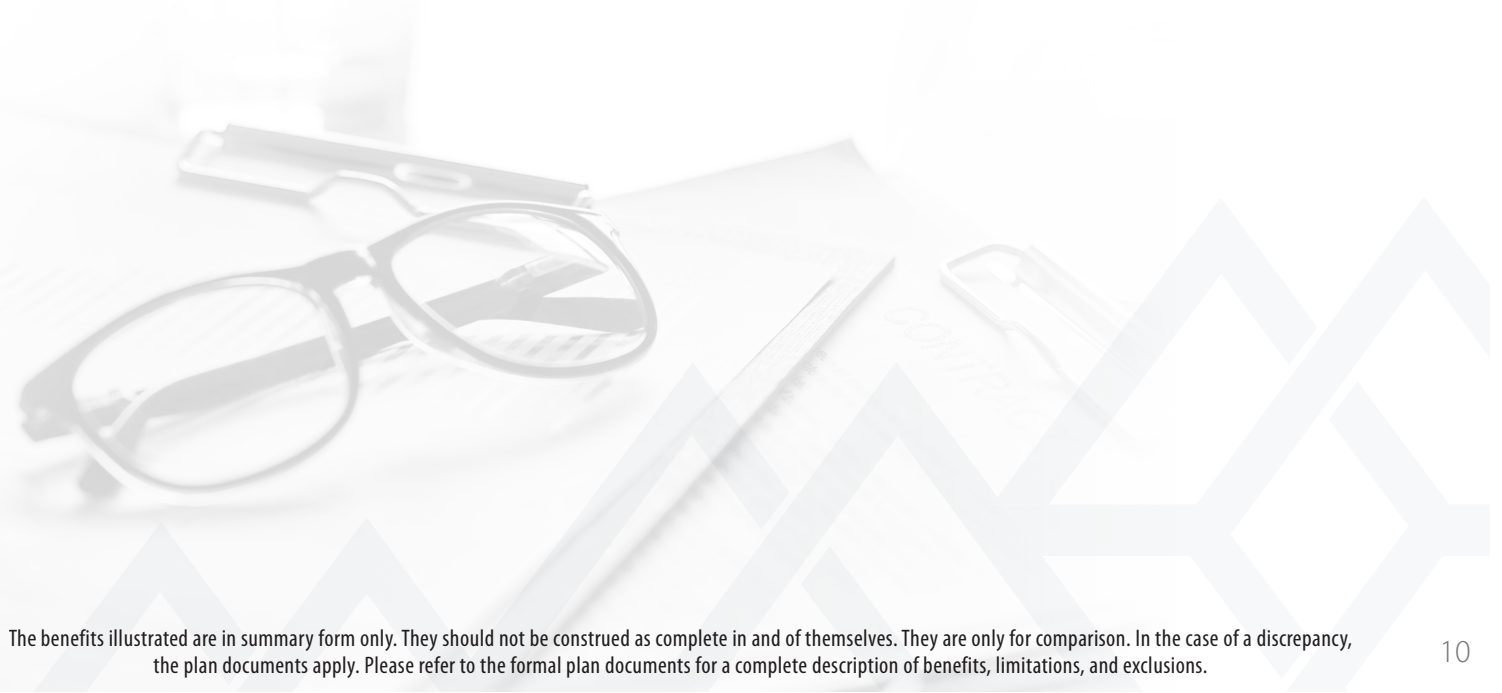 CONTRAC
The benefits illustrated are in summary form only. They should not be construed as complete in and of themselves. They are only for comparison. In the case of a discrepancy,
the plan documents apply. Please refer to the formal plan documents for a complete description of benefits, limitations, and exclusions.
10